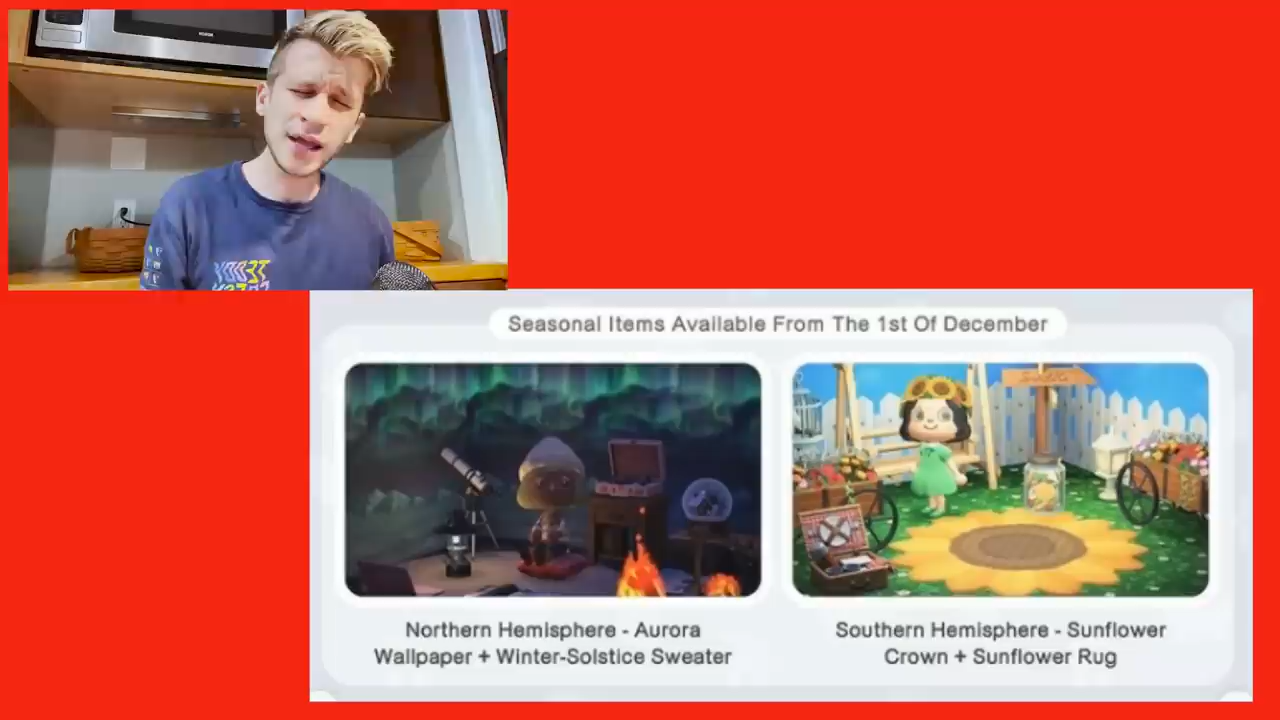 Seasonal Items Available From The 1st Of December
Northern Hemisphere - Aurora
Wallpaper + Winter-Solstice Sweater
Southern Hemisphere - Sunflower
Crown + Sunflower Rug